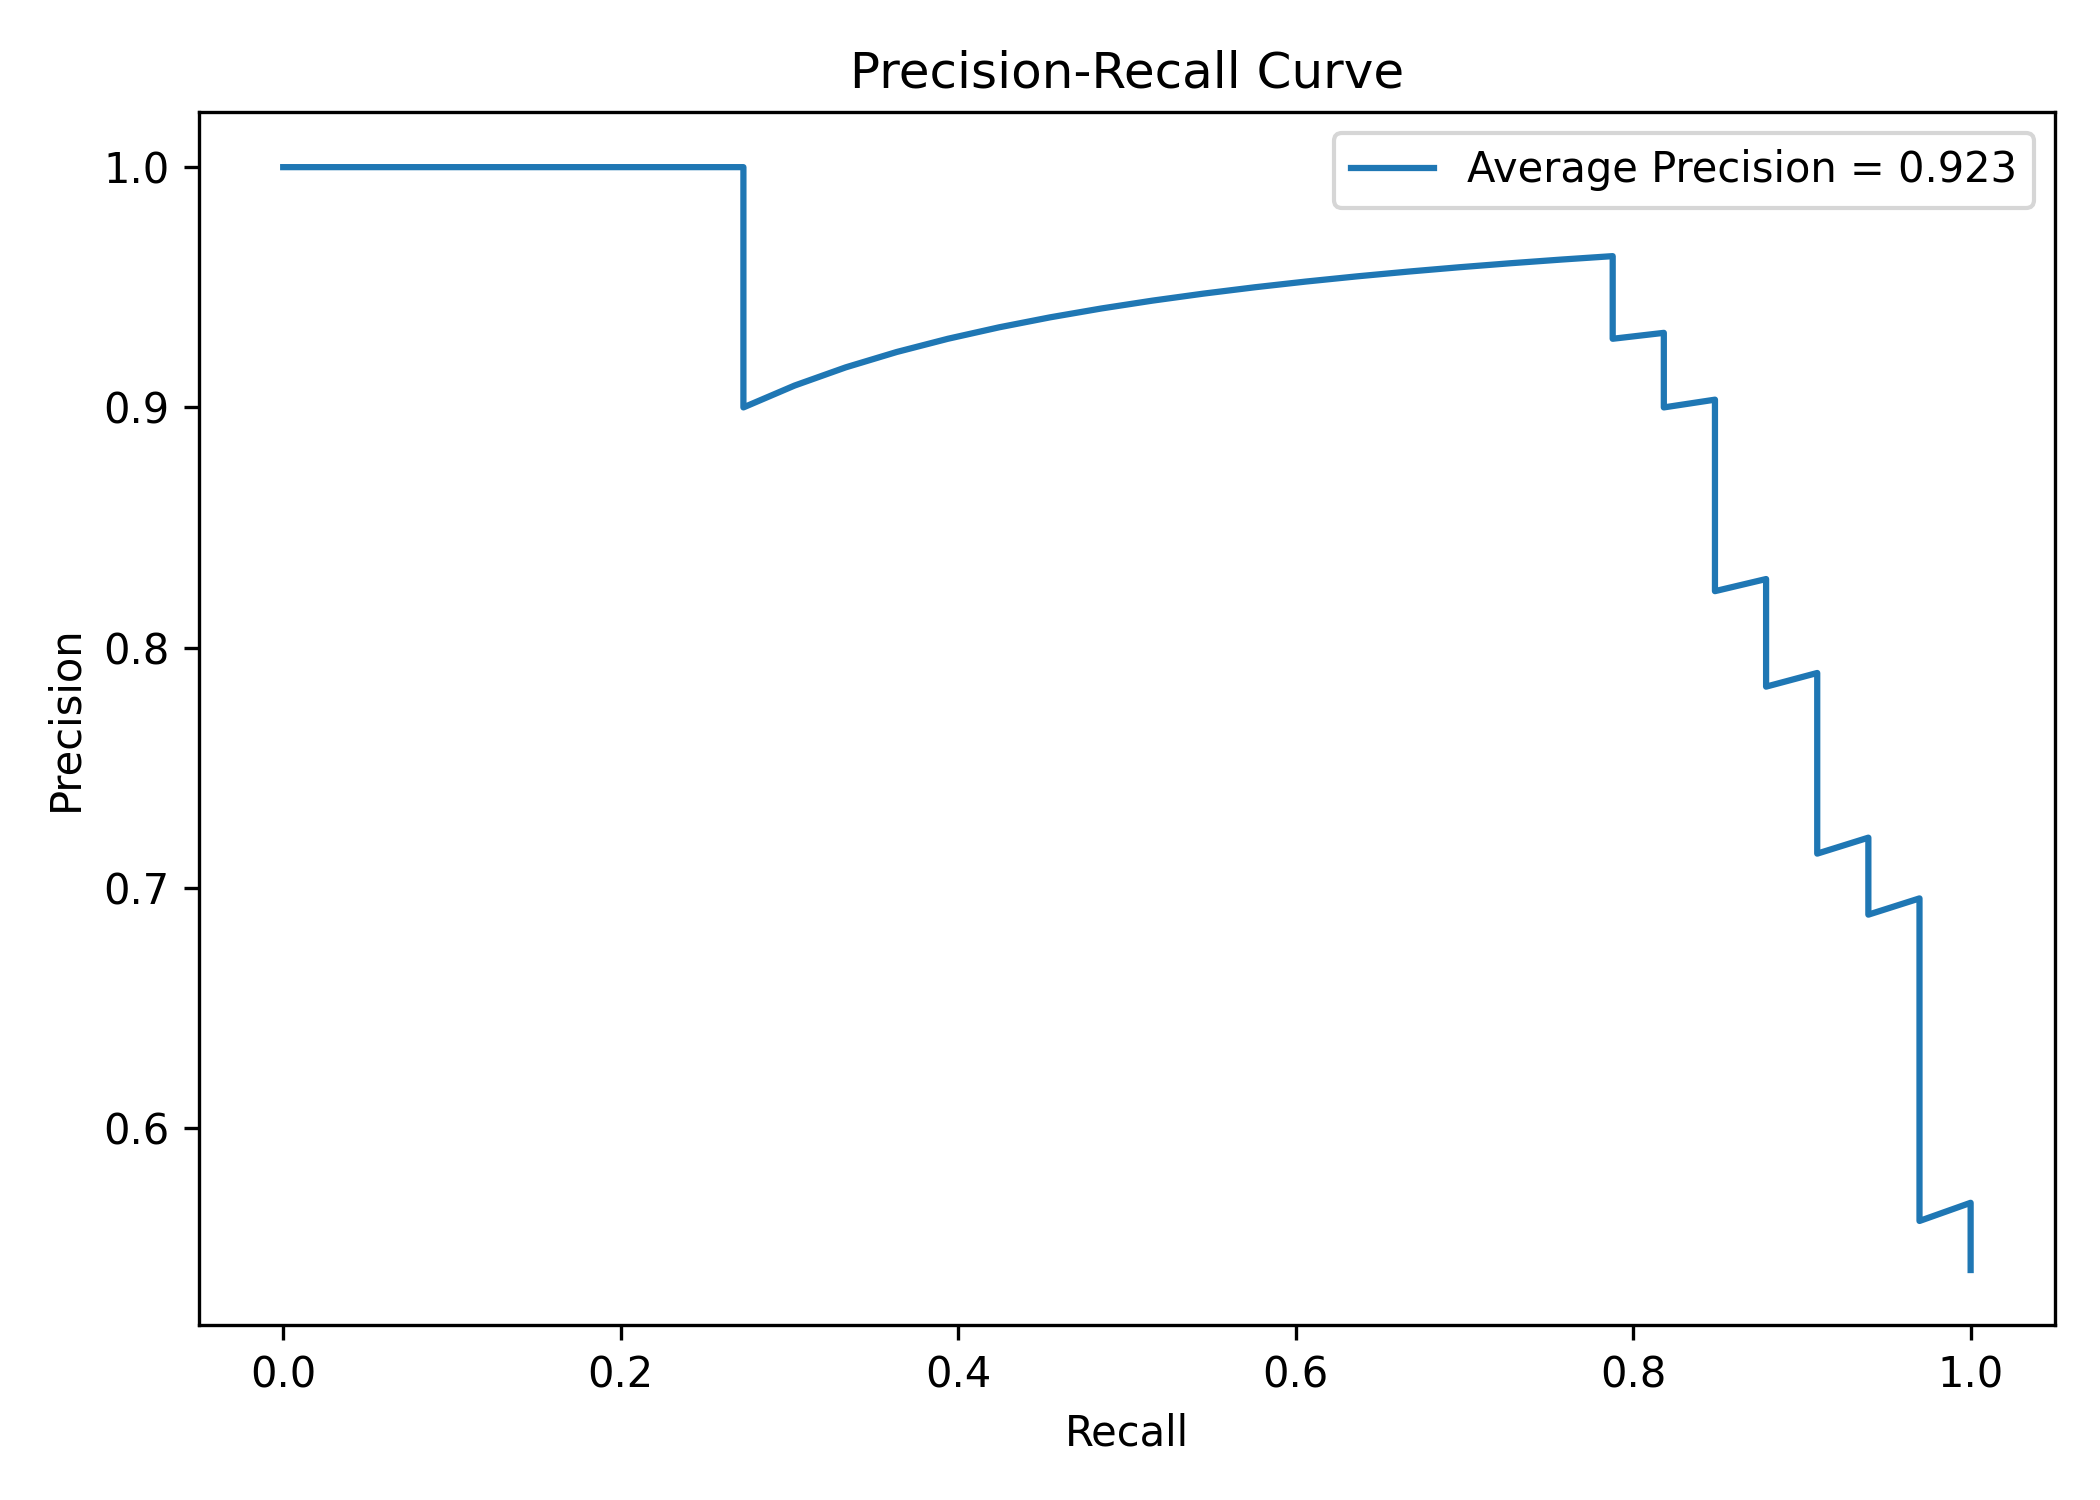 Precision-Recall Curve
Average Precision = 0.923
Precision
1.0
0.9
0.8
0.7
0.6
0.0 0.2 0.4 0.6 0.8 1.0
Recall